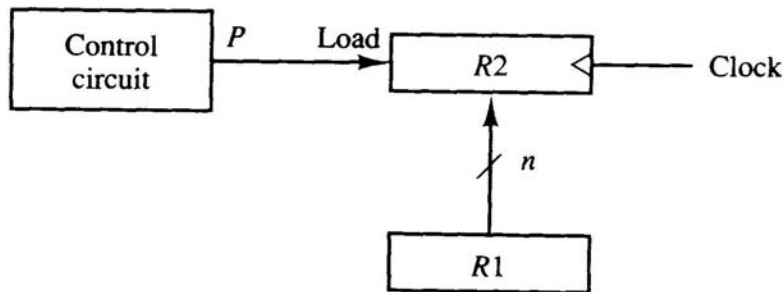 Control
circuit
P
Load
R2
Clock
n
R1